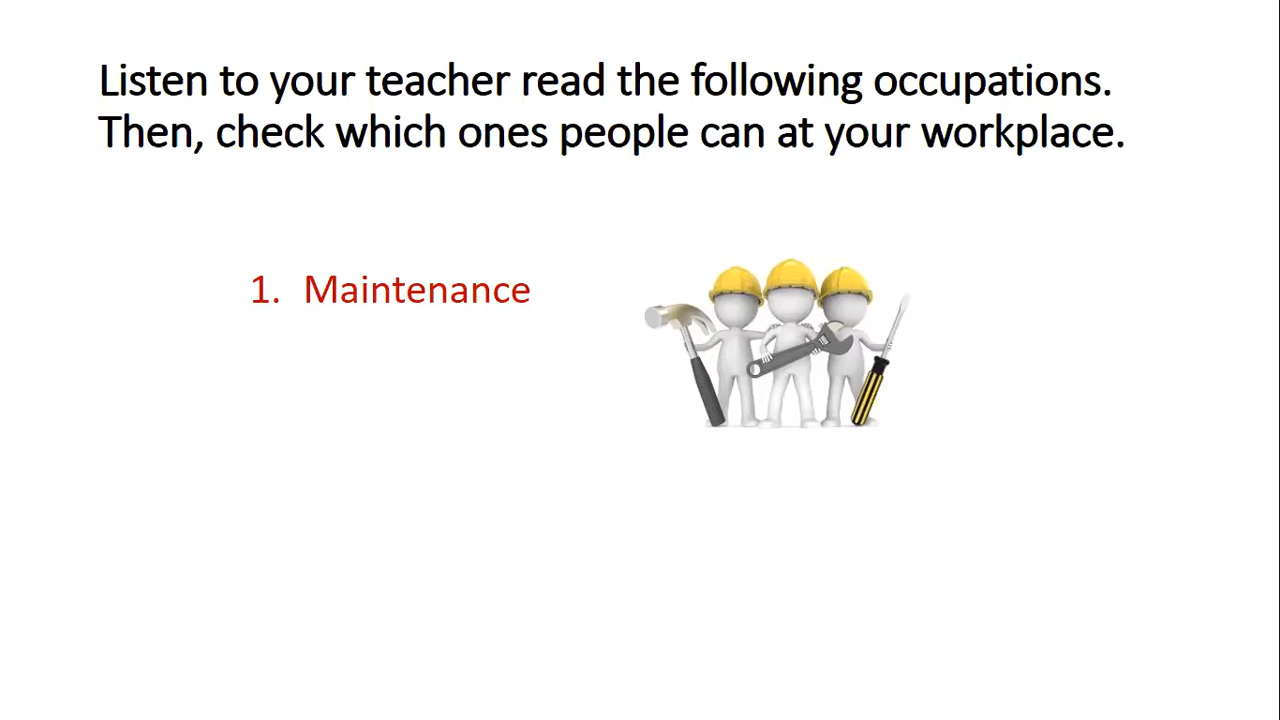 Listen to your teacher read the following occupations.
Then, check which ones people can at your workplace.
1. Maintenance